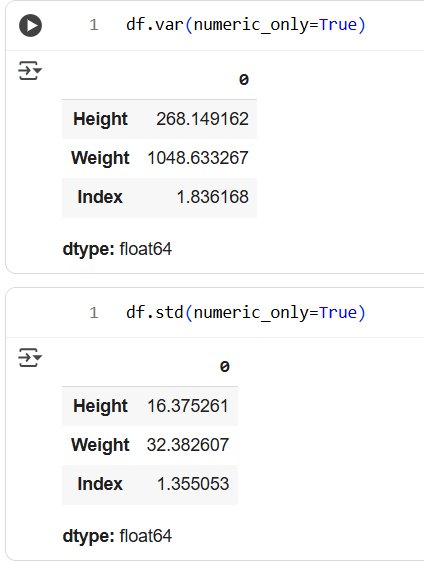 1 df.var(numeric_only=True)
0
Height 268.149162
Weight 1048.633267
Index 1.836168
dtype: float64
1 df.std(numeric_only=True)
0
Height 16.375261
Weight 32.382607
Index 1.355053
dtype: float64